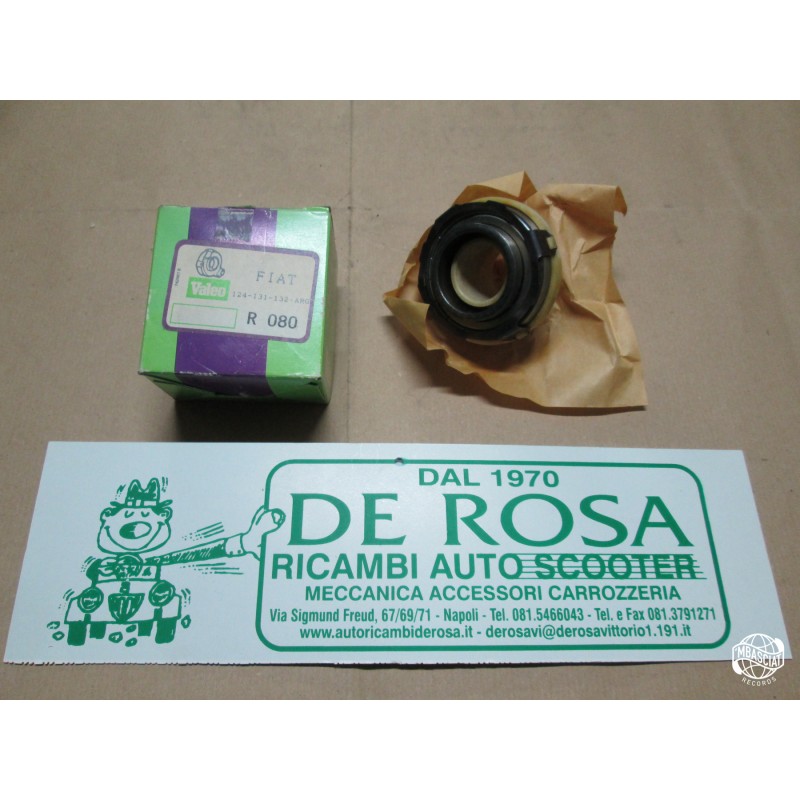 FIAT
Valeo
124-131-132-ARG
R 080
DAL 1970
DE ROSA
RICAMBI AUTO SCOOTER
MECCANICA ACCESSORI CARROZZERIA
Via Sigmund Freud, 67/69/71 - Napoli - Tel. 081.5466043 - Tel. e Fax 081.3791271
www.autoricambiderosa.it - derosavi@derosavittorio1.191.it
MBASCIAT
RECORDS